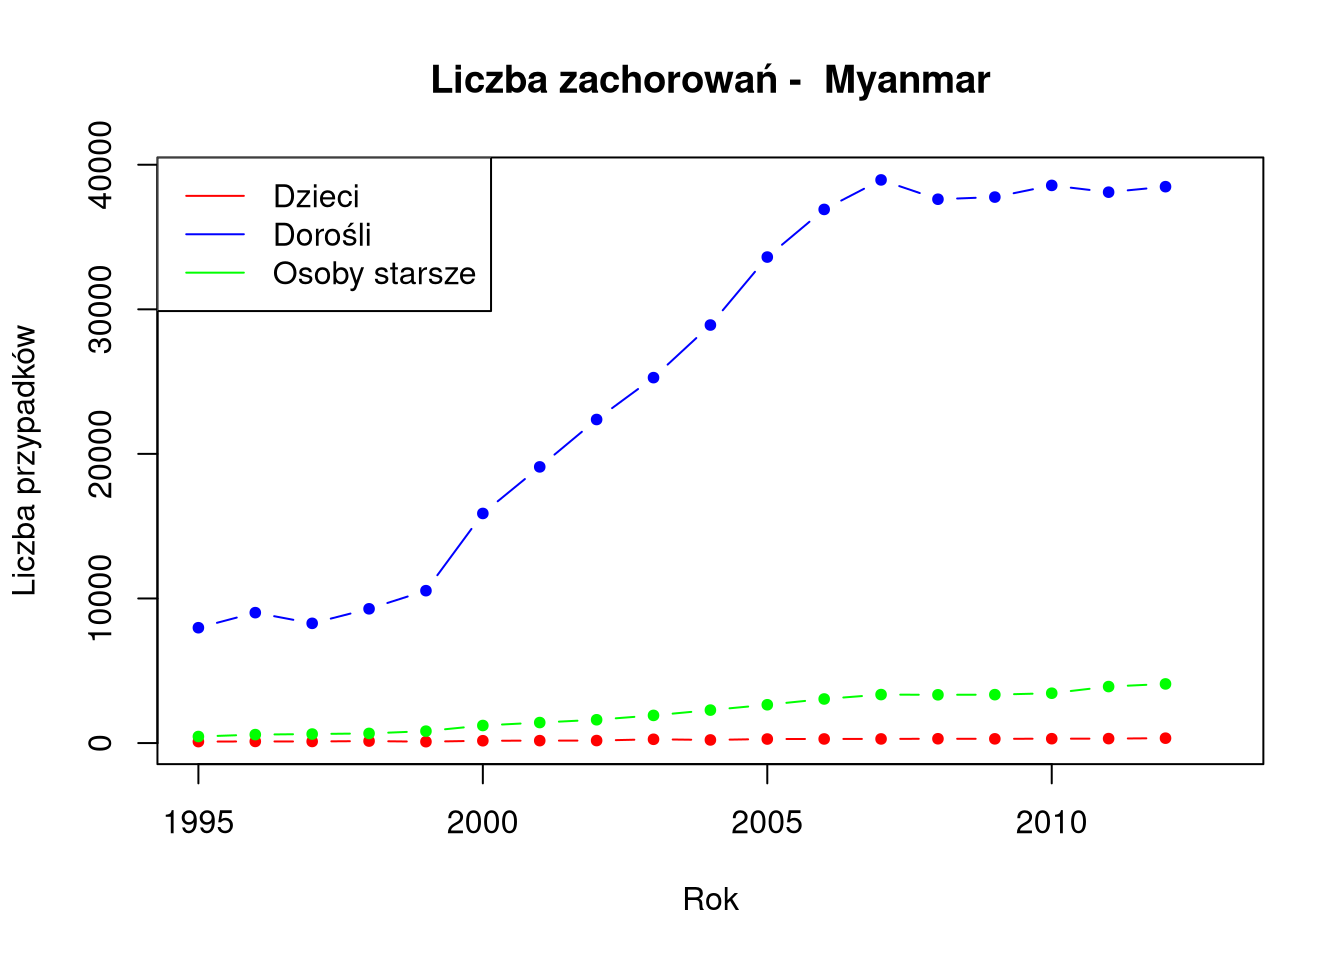 Liczba zachorowań -  Myanmar
Dzieci
Dorośli
Osoby starsze
Liczba przypadków
40000
30000
20000
10000
0
1995 2000 2005 2010
Rok